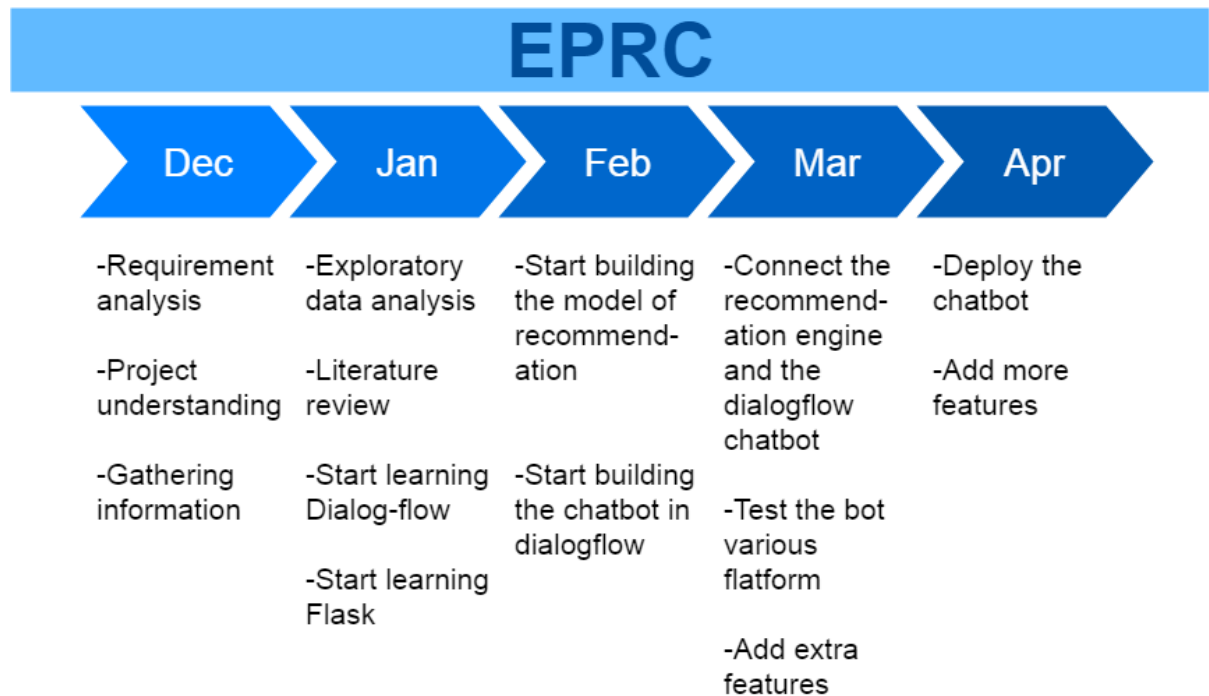 EPRC
Dec
Jan
Feb
Mar
Apr
-Requirement
analysis
-Project
understanding
-Gathering
information
-Exploratory
data analysis
-Literature
review
-Start learning
Dialog-flow
-Start learning
Flask
-Start building
the model of
recommend-
ation
-Start building
the chatbot in
dialogflow
-Connect the
recommend-
ation engine
and the
dialogflow
chatbot
-Test the bot
various
flatform
-Add extra
features
-Deploy the
chatbot
-Add more
features